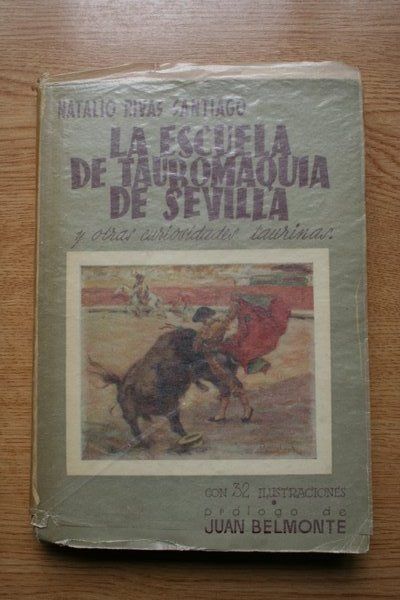 NATALIO RIVAS SANTIAGO
LA ESCUELA
DE TAUROMAQUIA
DE SEVILLA
y otras curiosidades taurinas.
CON 32 ILUSTRACIONES
prólogo de
JUAN BELMONTE